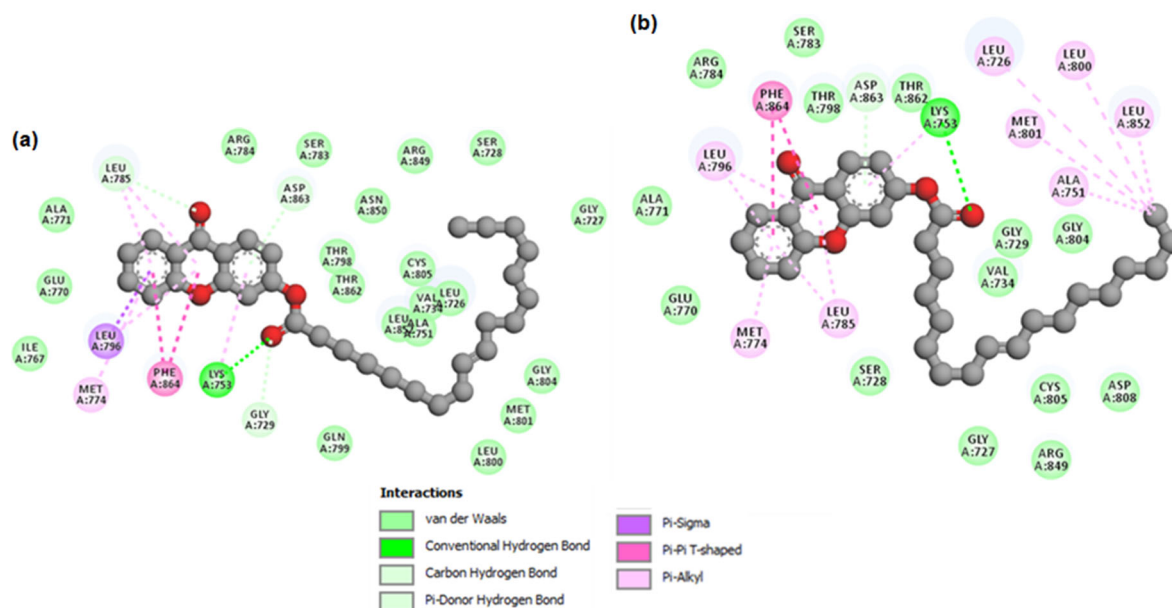 (a)
ARG
A:784
SER
A:783
ARG
A:849
SER
A:728
LEU
A:785
ASP
A:863
ASN
A:850
ALA
A:771
GLY
A:727
THR
A:798
CYS
A:805
GLU
A:770
THR
A:862
VAL
A:734
LEU
A:726
ALA
A:751
ILE
A:767
LEU
A:796
MET
A:774
PHE
A:864
LYS
A:753
GLY
A:729
GLN
A:799
GLY
A:804
MET
A:801
LEU
A:800
(b)
SER
A:783
ARG
A:784
PHE
A:864
THR
A:798
ASP
A:863
THR
A:862
LYS
A:753
LEU
A:726
LEU
A:800
MET
A:801
LEU
A:852
LEU
A:796
ALA
A:751
ALA
A:771
GLY
A:729
GLY
A:804
VAL
A:734
GLU
A:770
MET
A:774
LEU
A:785
SER
A:728
CYS
A:805
ASP
A:808
GLY
A:727
ARG
A:849
Interactions
van der Waals
Conventional Hydrogen Bond
Carbon Hydrogen Bond
Pi-Donor Hydrogen Bond
Pi-Sigma
Pi-Pi T-shaped
Pi-Alkyl